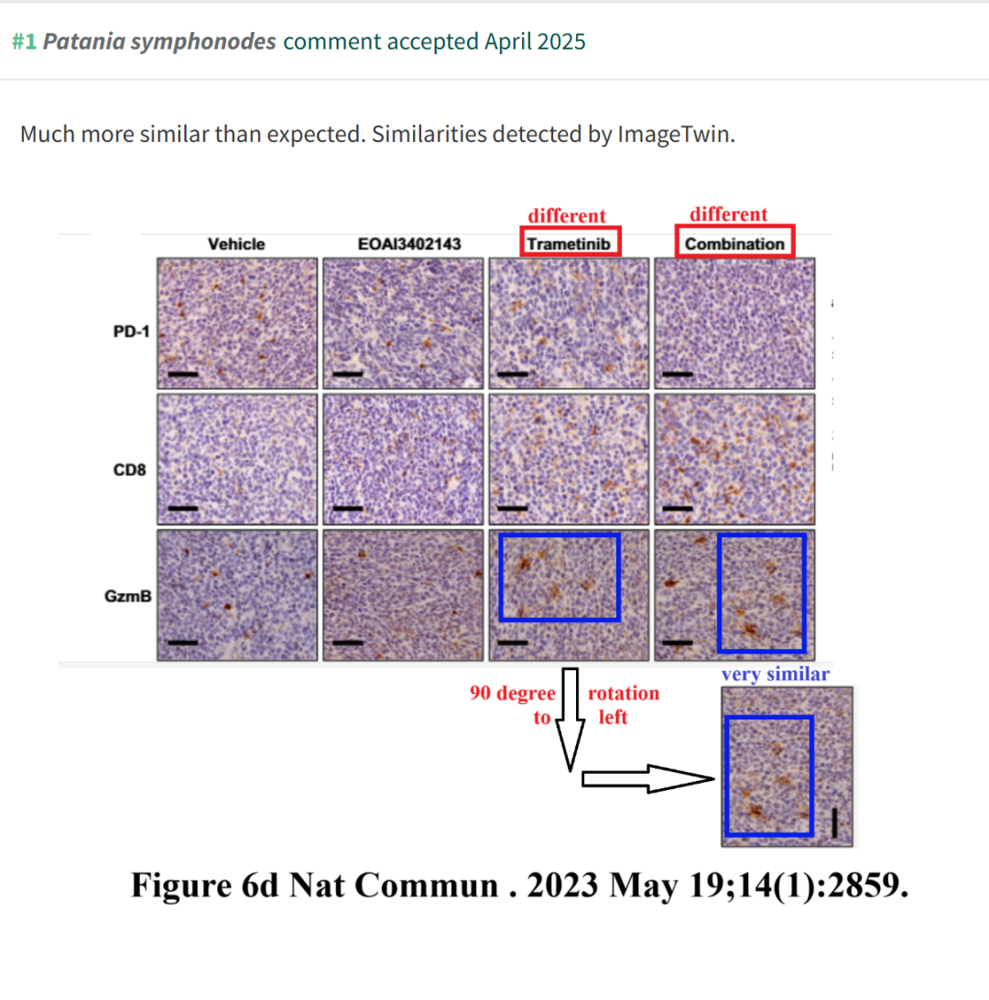 #1 Patania symphonodes comment accepted April 2025
Much more similar than expected. Similarities detected by ImageTwin.
different different
Vehicle EOAI3402143 Trametinib Combination
PD-1
CD8
GzmB
very similar
90 degree rotation
to left
Figure 6d Nat Commun . 2023 May 19;14(1):2859.